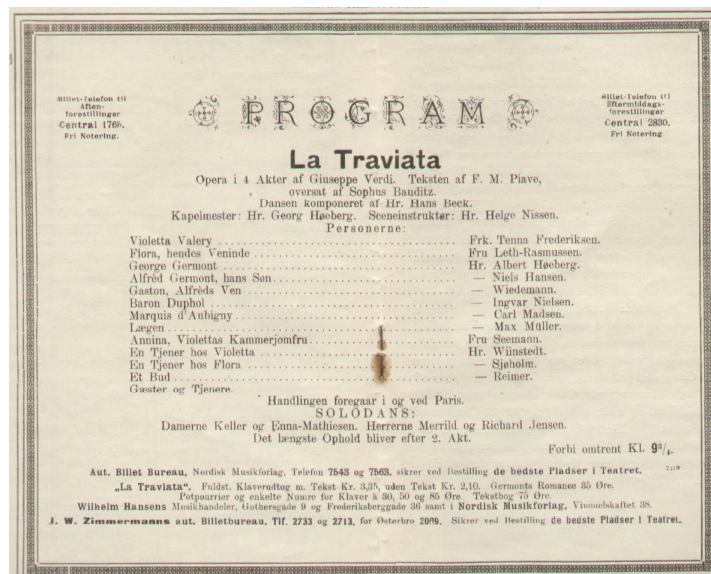 Billet-Telefon til
Aften-
forestillinger
Central 1768.
Fri Notering.
PROGRAM
Billet-Telefon til
Eftermiddags-
forestillinger
Central 2830.
Fri Notering.
La Traviata
Opera i 4 Akter af Giuseppe Verdi. Teksten af F. M. Piave,
oversat af Sophus Bauditz.
Dansen komponeret af Hr. Hans Beck.
Kapelmester: Hr. Georg Høeberg. Sceneinstruktør: Hr. Helge Nissen.
Personerne:
Violetta Valery . . . . . Frk. Tenna Frederiksen.
Flora, hendes Veninde . . . . . Fru Leth-Rasmussen.
George Germont . . . . . Hr. Albert Høeberg.
Alfrèd Germont, hans Søn . . . . . — Niels Hansen.
Gaston, Alfrèds Ven . . . . . — Wiedemann.
Baron Duphol . . . . . — Ingvar Nielsen.
Marquis d'Aubigny . . . . . — Carl Madsen.
Lægen . . . . . — Max Müller.
Annina, Violettas Kammerjomfru . . . . . Fru Seemann.
En Tjener hos Violetta . . . . . Hr. Wiinstedt.
En Tjener hos Flora . . . . . — Sjøholm.
Et Bud . . . . . — Reimer.
Gæster og Tjenere.
Handlingen foregaar i og ved Paris.
SOLODANS:
Damerne Keller og Enna-Mathiesen. Herrerne Merrild og Richard Jensen.
Det længste Ophold bliver efter 2. Akt.
Forbi omtrent Kl. 9³/₄.
Aut. Billet Bureau, Nordisk Musikforlag, Telefon 7543 og 7563, sikrer ved Bestilling de bedste Pladser i Teatret.
„La Traviata". Fuldst. Klaverudtog m. Tekst Kr. 3,35, uden Tekst Kr. 2,10. Germonts Romance 35 Øre.
Potpourrier og enkelte Numre for Klaver à 30, 50 og 85 Øre. Tekstbog 75 Øre.
Wilhelm Hansens Musikhandeler, Gothersgade 9 og Frederiksberggade 36 samt i Nordisk Musikforlag, Vimmelskaftet 38.
J. W. Zimmermanns aut. Billetbureau, Tlf. 2733 og 2713, for Østerbro 2009. Sikrer ved Bestilling de bedste Pladser i Teatret.